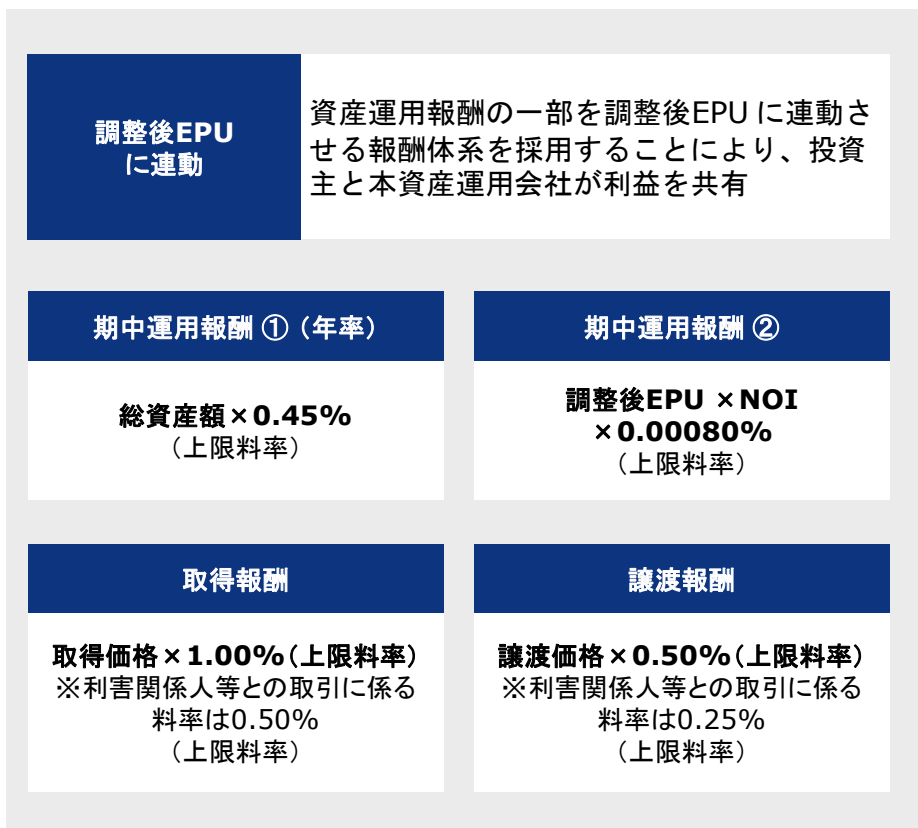 調整後EPU
に連動
資産運用報酬の一部を調整後EPU に連動さ
せる報酬体系を採用することにより、投資
主と本資産運用会社が利益を共有
期中運用報酬 ①（年率）
総資産額×0.45%
（上限料率）
期中運用報酬 ②
調整後EPU ×NOI
×0.00080%
（上限料率）
取得報酬
取得価格×1.00%（上限料率）
※利害関係人等との取引に係る
料率は0.50%
（上限料率）
譲渡報酬
譲渡価格×0.50%（上限料率）
※利害関係人等との取引に係る
料率は0.25%
（上限料率）